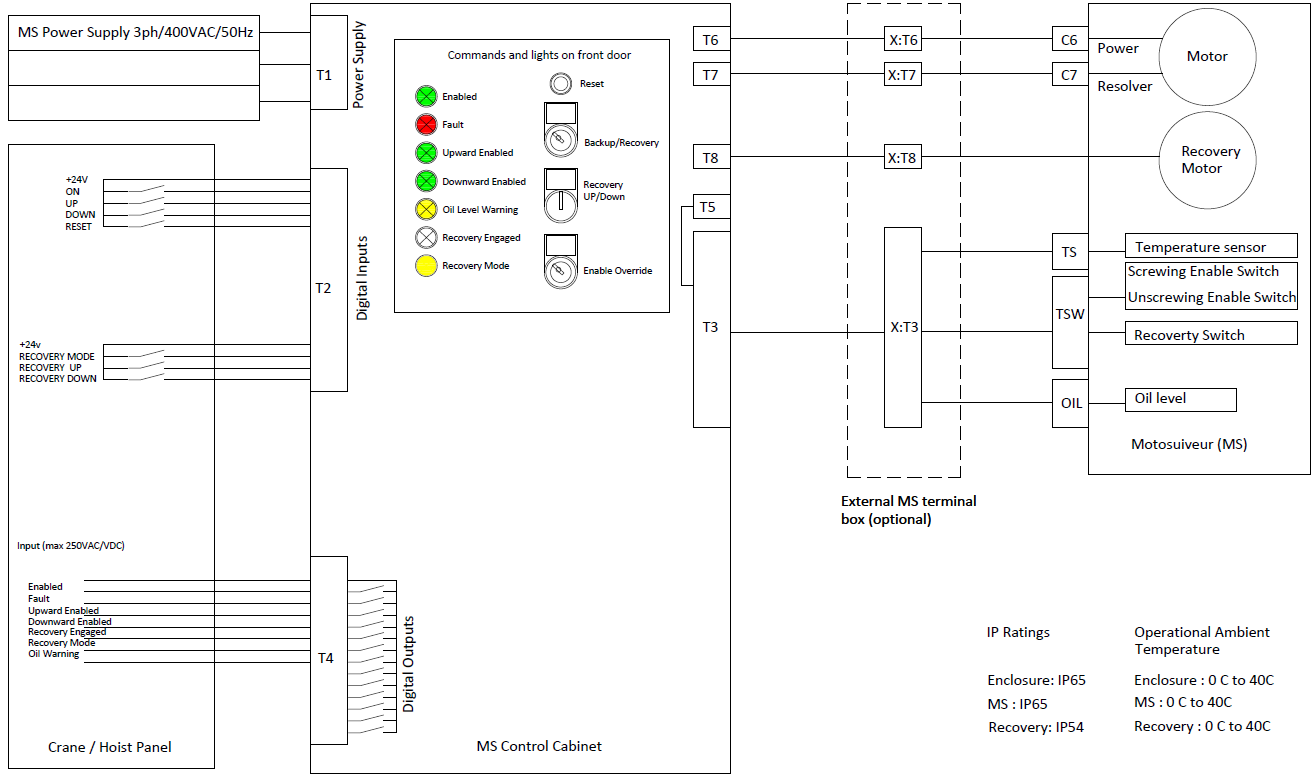 MS Power Supply 3ph/400VAC/50Hz
T1
Power Supply
+24V
ON
UP
DOWN
RESET
T2
Digital Inputs
+24v
RECOVERY MODE
RECOVERY UP
RECOVERY DOWN
Input (max 250VAC/VDC)
Enabled
Fault
Upward Enabled
Downward Enabled
Recovery Engaged
Recovery Mode
Oil Warning
T4
Digital Outputs
Crane / Hoist Panel
Commands and lights on front door
Enabled
Fault
Upward Enabled
Downward Enabled
Oil Level Warning
Recovery Engaged
Recovery Mode
Reset
Backup/Recovery
Recovery
UP/Down
Enable Override
T6
T7
T8
T5
T3
MS Control Cabinet
X:T6
X:T7
X:T8
X:T3
External MS terminal
box (optional)
C6
C7
TS
TSW
OIL
Power
Resolver
Motor
Recovery
Motor
Temperature sensor
Screwing Enable Switch
Unscrewing Enable Switch
Recoverty Switch
Oil level
Motosuiveur (MS)
IP Ratings
Enclosure: IP65
MS : IP65
Recovery: IP54
Operational Ambient
Temperature
Enclosure : 0 C to 40C
MS : 0 C to 40C
Recovery : 0 C to 40C